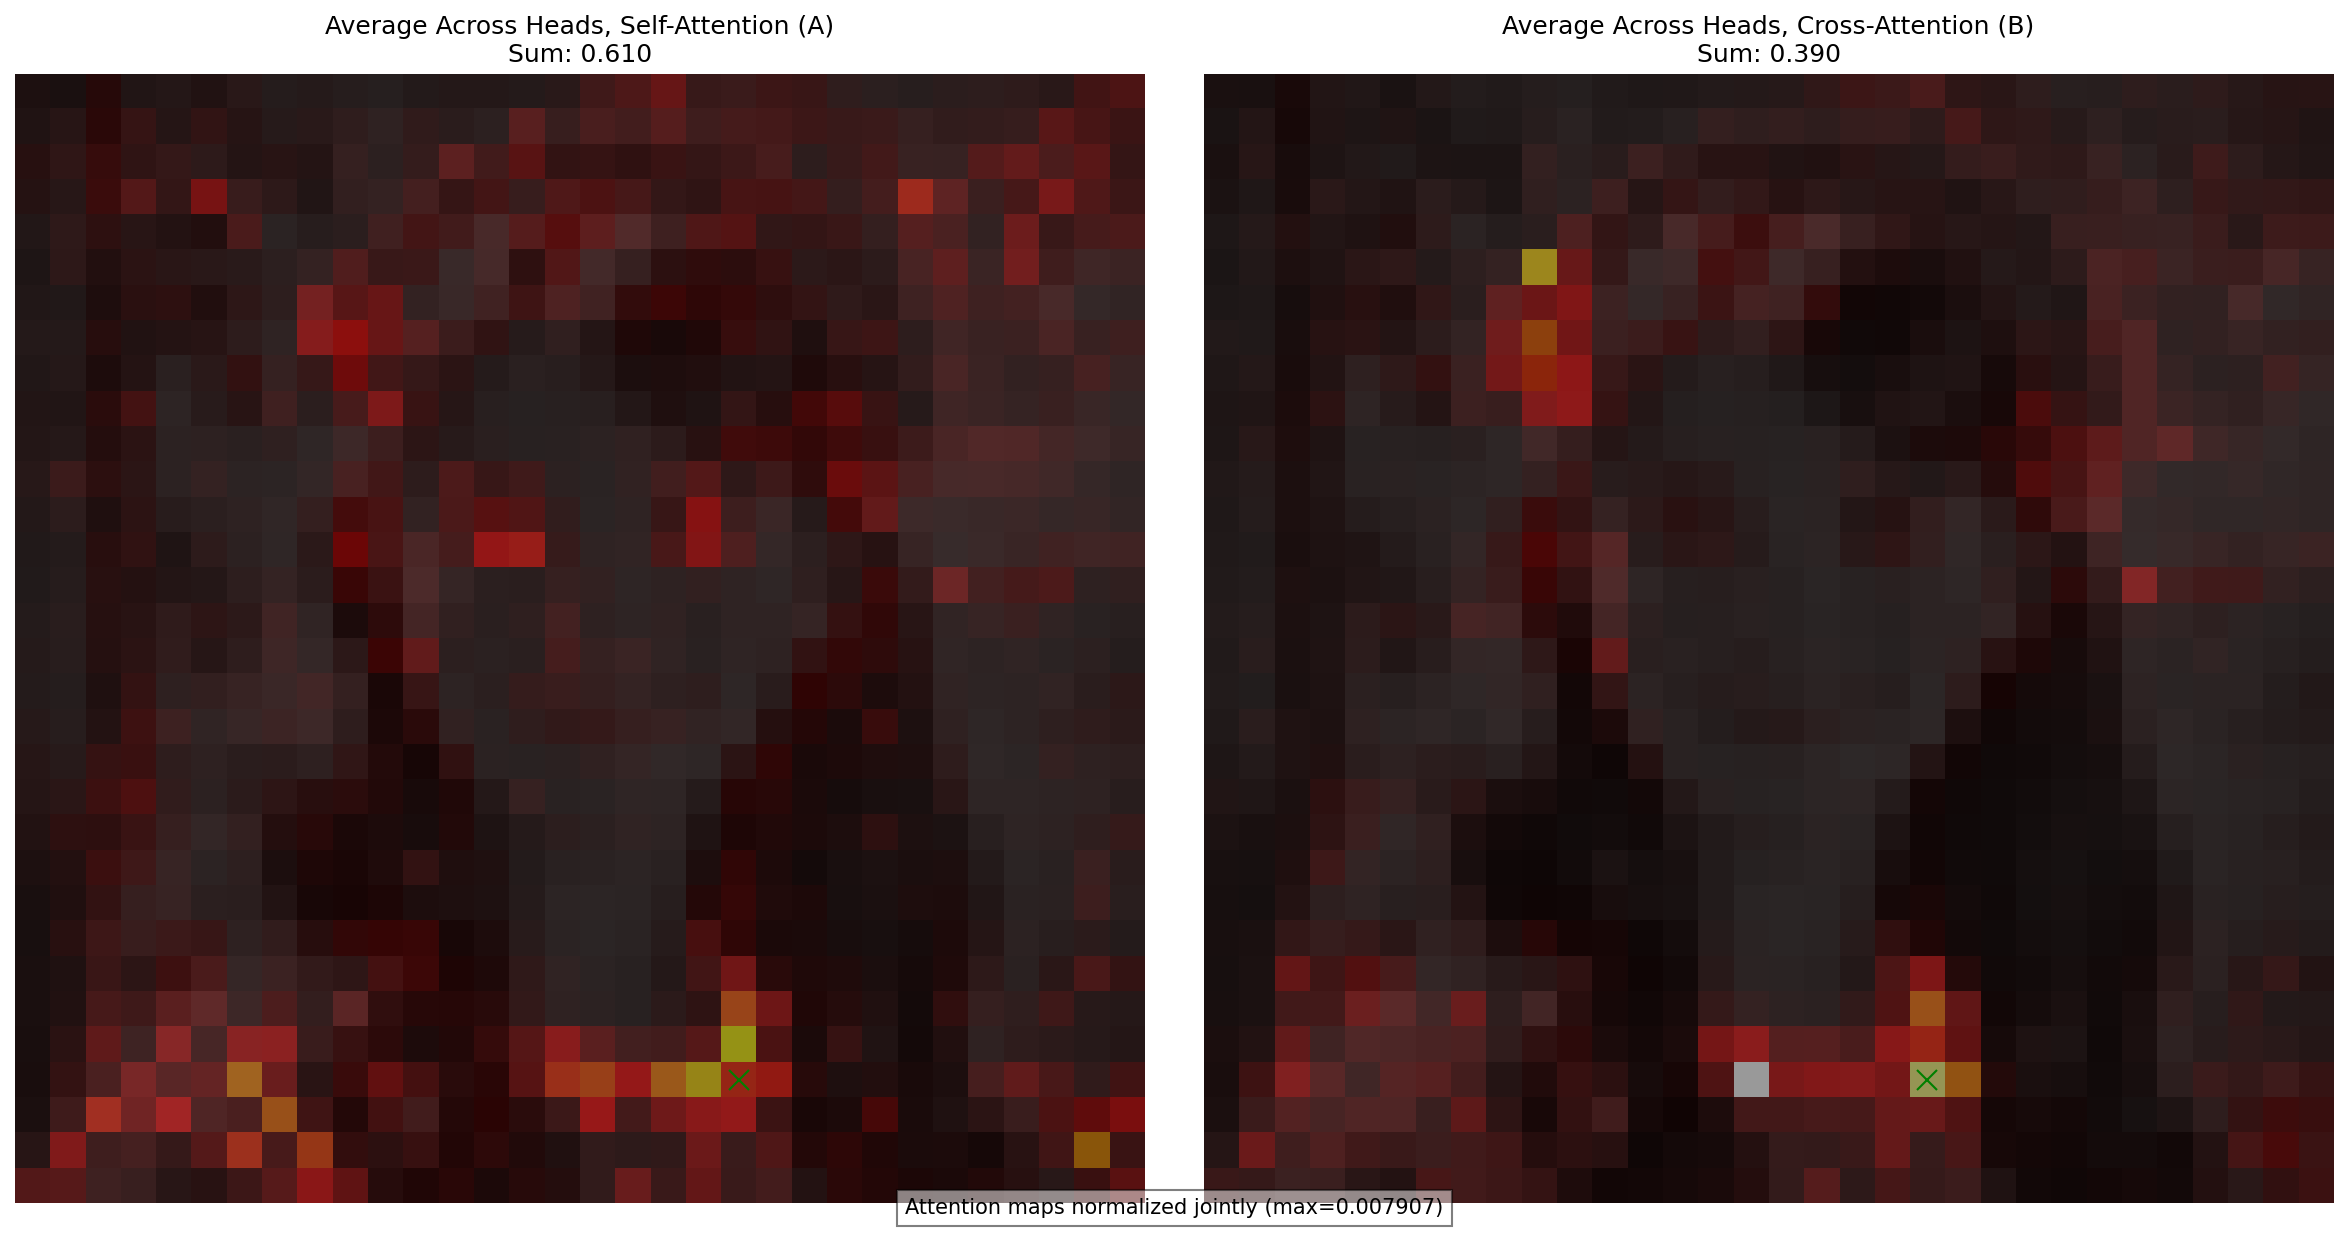 Average Across Heads, Self-Attention (A)
Sum: 0.610
Average Across Heads, Cross-Attention (B)
Sum: 0.390
Attention maps normalized jointly (max=0.007907)